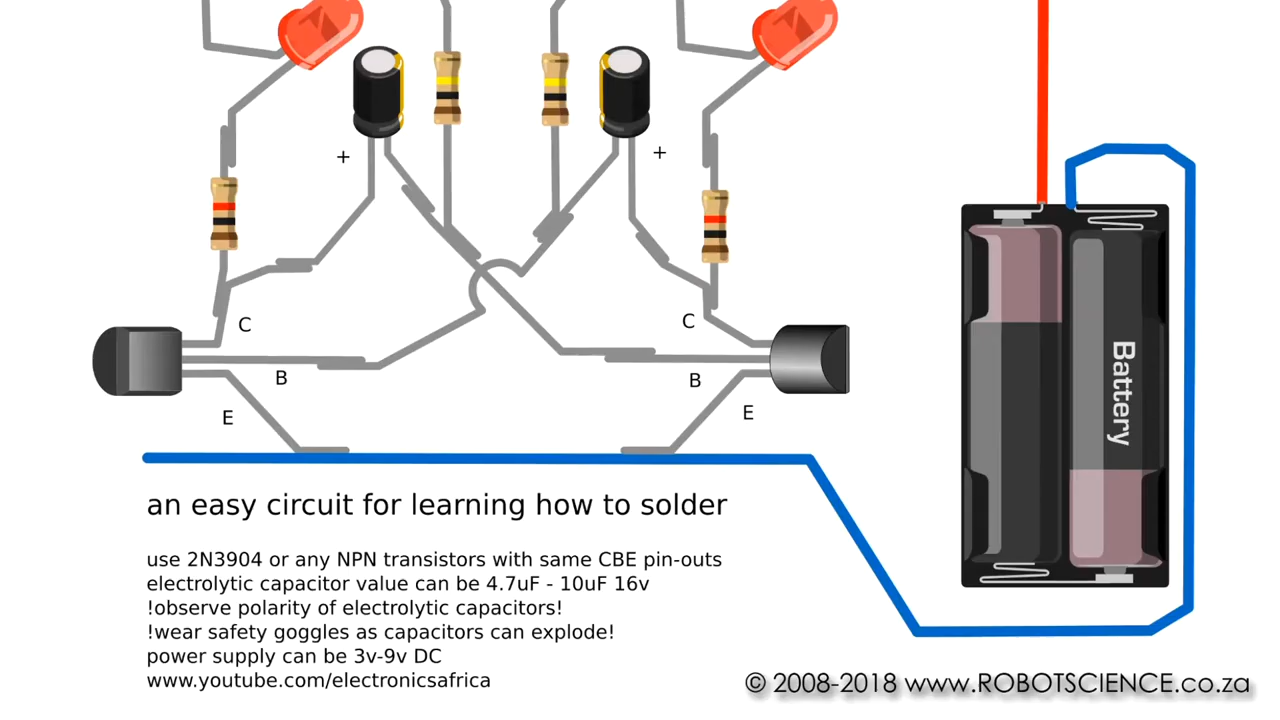 +
+
C
C
B
B
E
E
Battery
an easy circuit for learning how to solder
use 2N3904 or any NPN transistors with same CBE pin-outs
electrolytic capacitor value can be 4.7uF - 10uF 16v
!observe polarity of electrolytic capacitors!
!wear safety goggles as capacitors can explode!
power supply can be 3v-9v DC
www.youtube.com/electronicsafrica
© 2008-2018 www.ROBOTSCIENCE.co.za